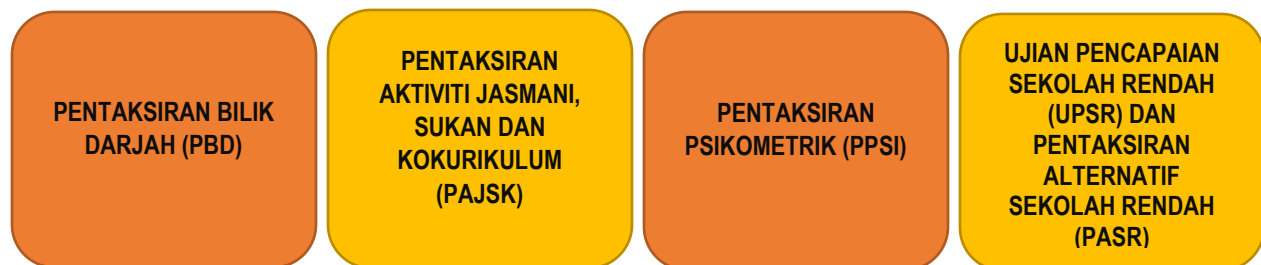 PENTAKSIRAN BILIK
DARJAH (PBD)
PENTAKSIRAN
AKTIVITI JASMANI,
SUKAN DAN
KOKURIKULUM
(PAJSK)
PENTAKSIRAN
PSIKOMETRIK (PPSI)
UJIAN PENCAPAIAN
SEKOLAH RENDAH
(UPSR) DAN
PENTAKSIRAN
ALTERNATIF
SEKOLAH RENDAH
(PASR)